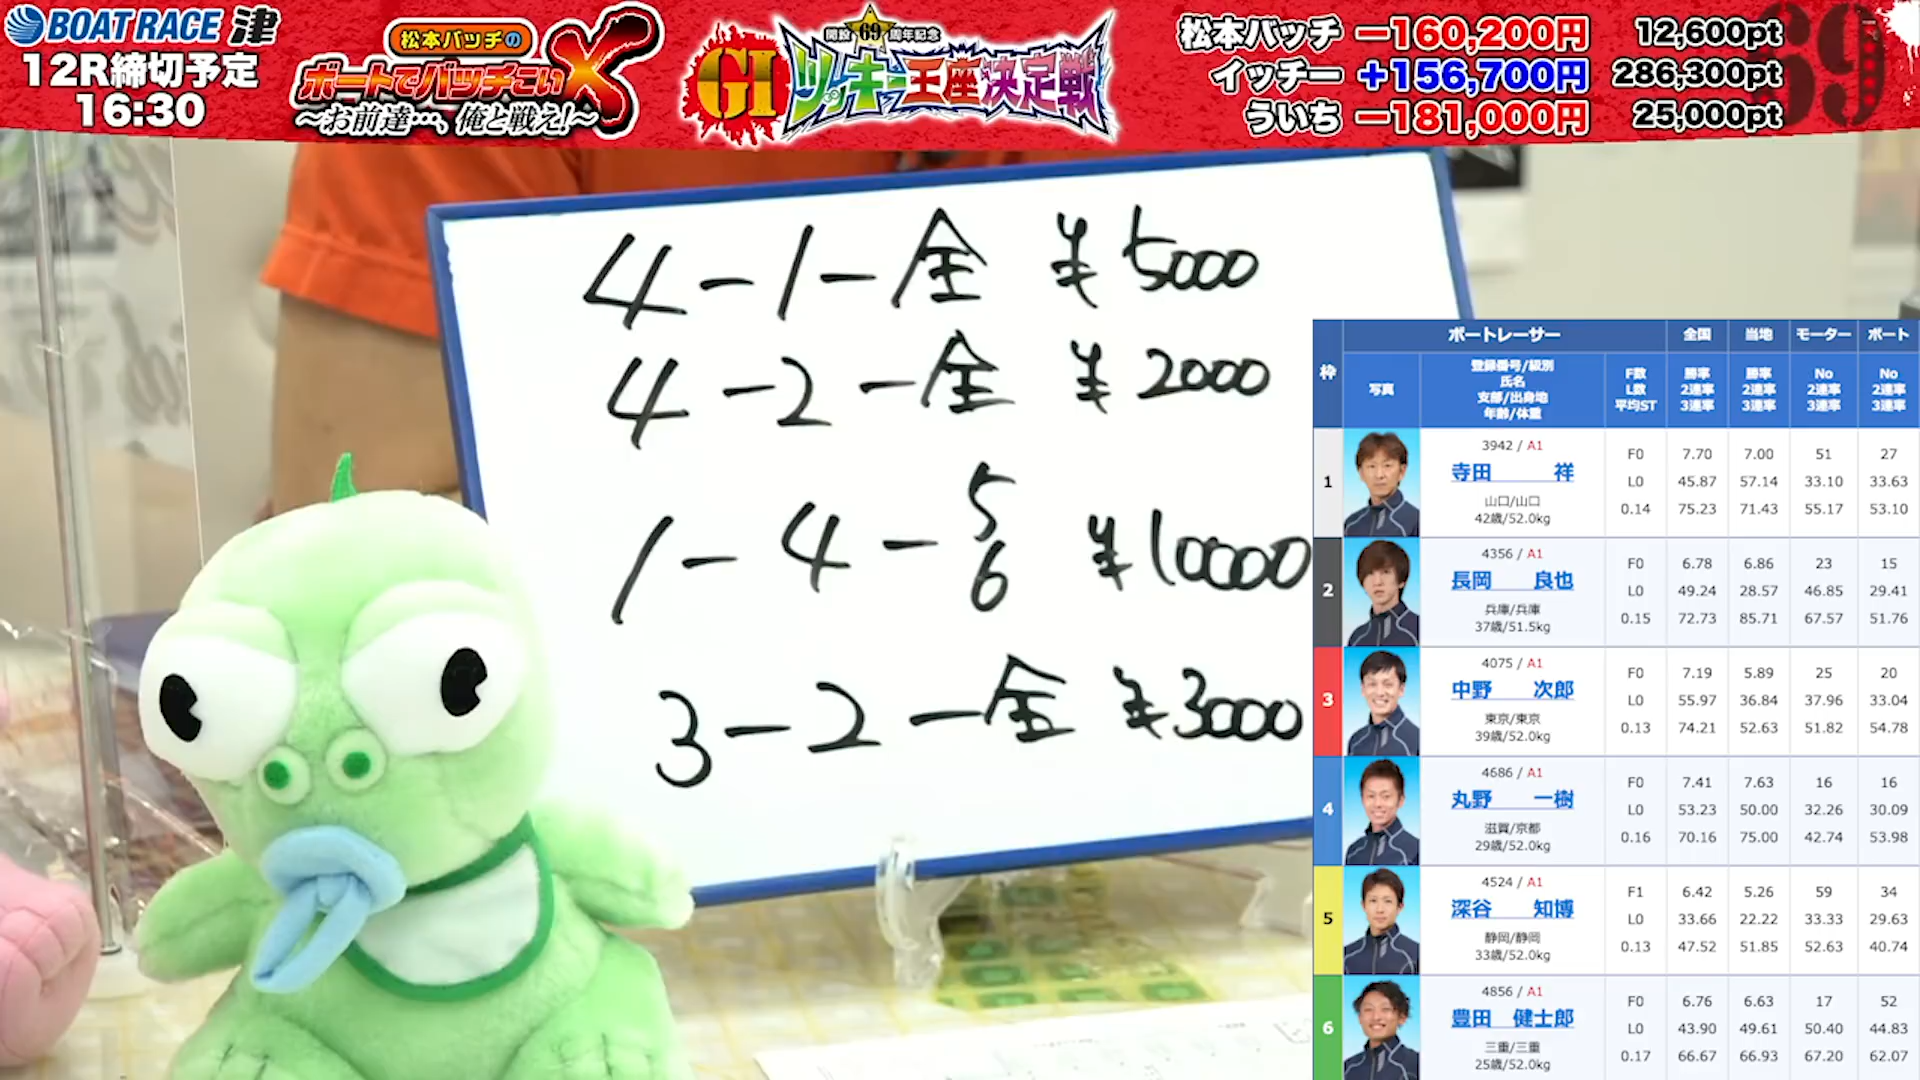 BOAT RACE 津
12R締切予定
16:30
松本バッチの
ボートでバッチこいX
～お前達…、俺と戦え!～
開設69周年記念
GI ツッキー王座決定戦
松本バッチ －160,200円 12,600pt
イッチー ＋156,700円 286,300pt
ういち －181,000円 25,000pt
69
4-1-全 ¥5000
4-2-全 ¥2000
1-4-5 6 ¥10000
3-2-全 ¥3000
枠 ボートレーサー 全国 当地 モーター ボート
写真 登録番号/級別 氏名 支部/出身地 年齢/体重 F数 L数 平均ST 勝率 2連率 3連率 勝率 2連率 3連率 No 2連率 3連率 No 2連率 3連率
1
3942 / A1 F0 7.70 7.00 51 27
寺田 祥 L0 45.87 57.14 33.10 33.63
山口/山口 0.14 75.23 71.43 55.17 53.10
42歳/52.0kg
2
4356 / A1 F0 6.78 6.86 23 15
長岡 良也 L0 49.24 28.57 46.85 29.41
兵庫/兵庫 0.15 72.73 85.71 67.57 51.76
37歳/51.5kg
3
4075 / A1 F0 7.19 5.89 25 20
中野 次郎 L0 55.97 36.84 37.96 33.04
東京/東京 0.13 74.21 52.63 51.82 54.78
39歳/52.0kg
4
4686 / A1 F0 7.41 7.63 16 16
丸野 一樹 L0 53.23 50.00 32.26 30.09
滋賀/京都 0.16 70.16 75.00 42.74 53.98
29歳/52.0kg
5
4524 / A1 F1 6.42 5.26 59 34
深谷 知博 L0 33.66 22.22 33.33 29.63
静岡/静岡 0.13 47.52 51.85 52.63 40.74
33歳/52.0kg
6
4856 / A1 F0 6.76 6.63 17 52
豊田 健士郎 L0 43.90 49.61 50.40 44.83
三重/三重 0.17 66.67 66.93 67.20 62.07
25歳/52.0kg